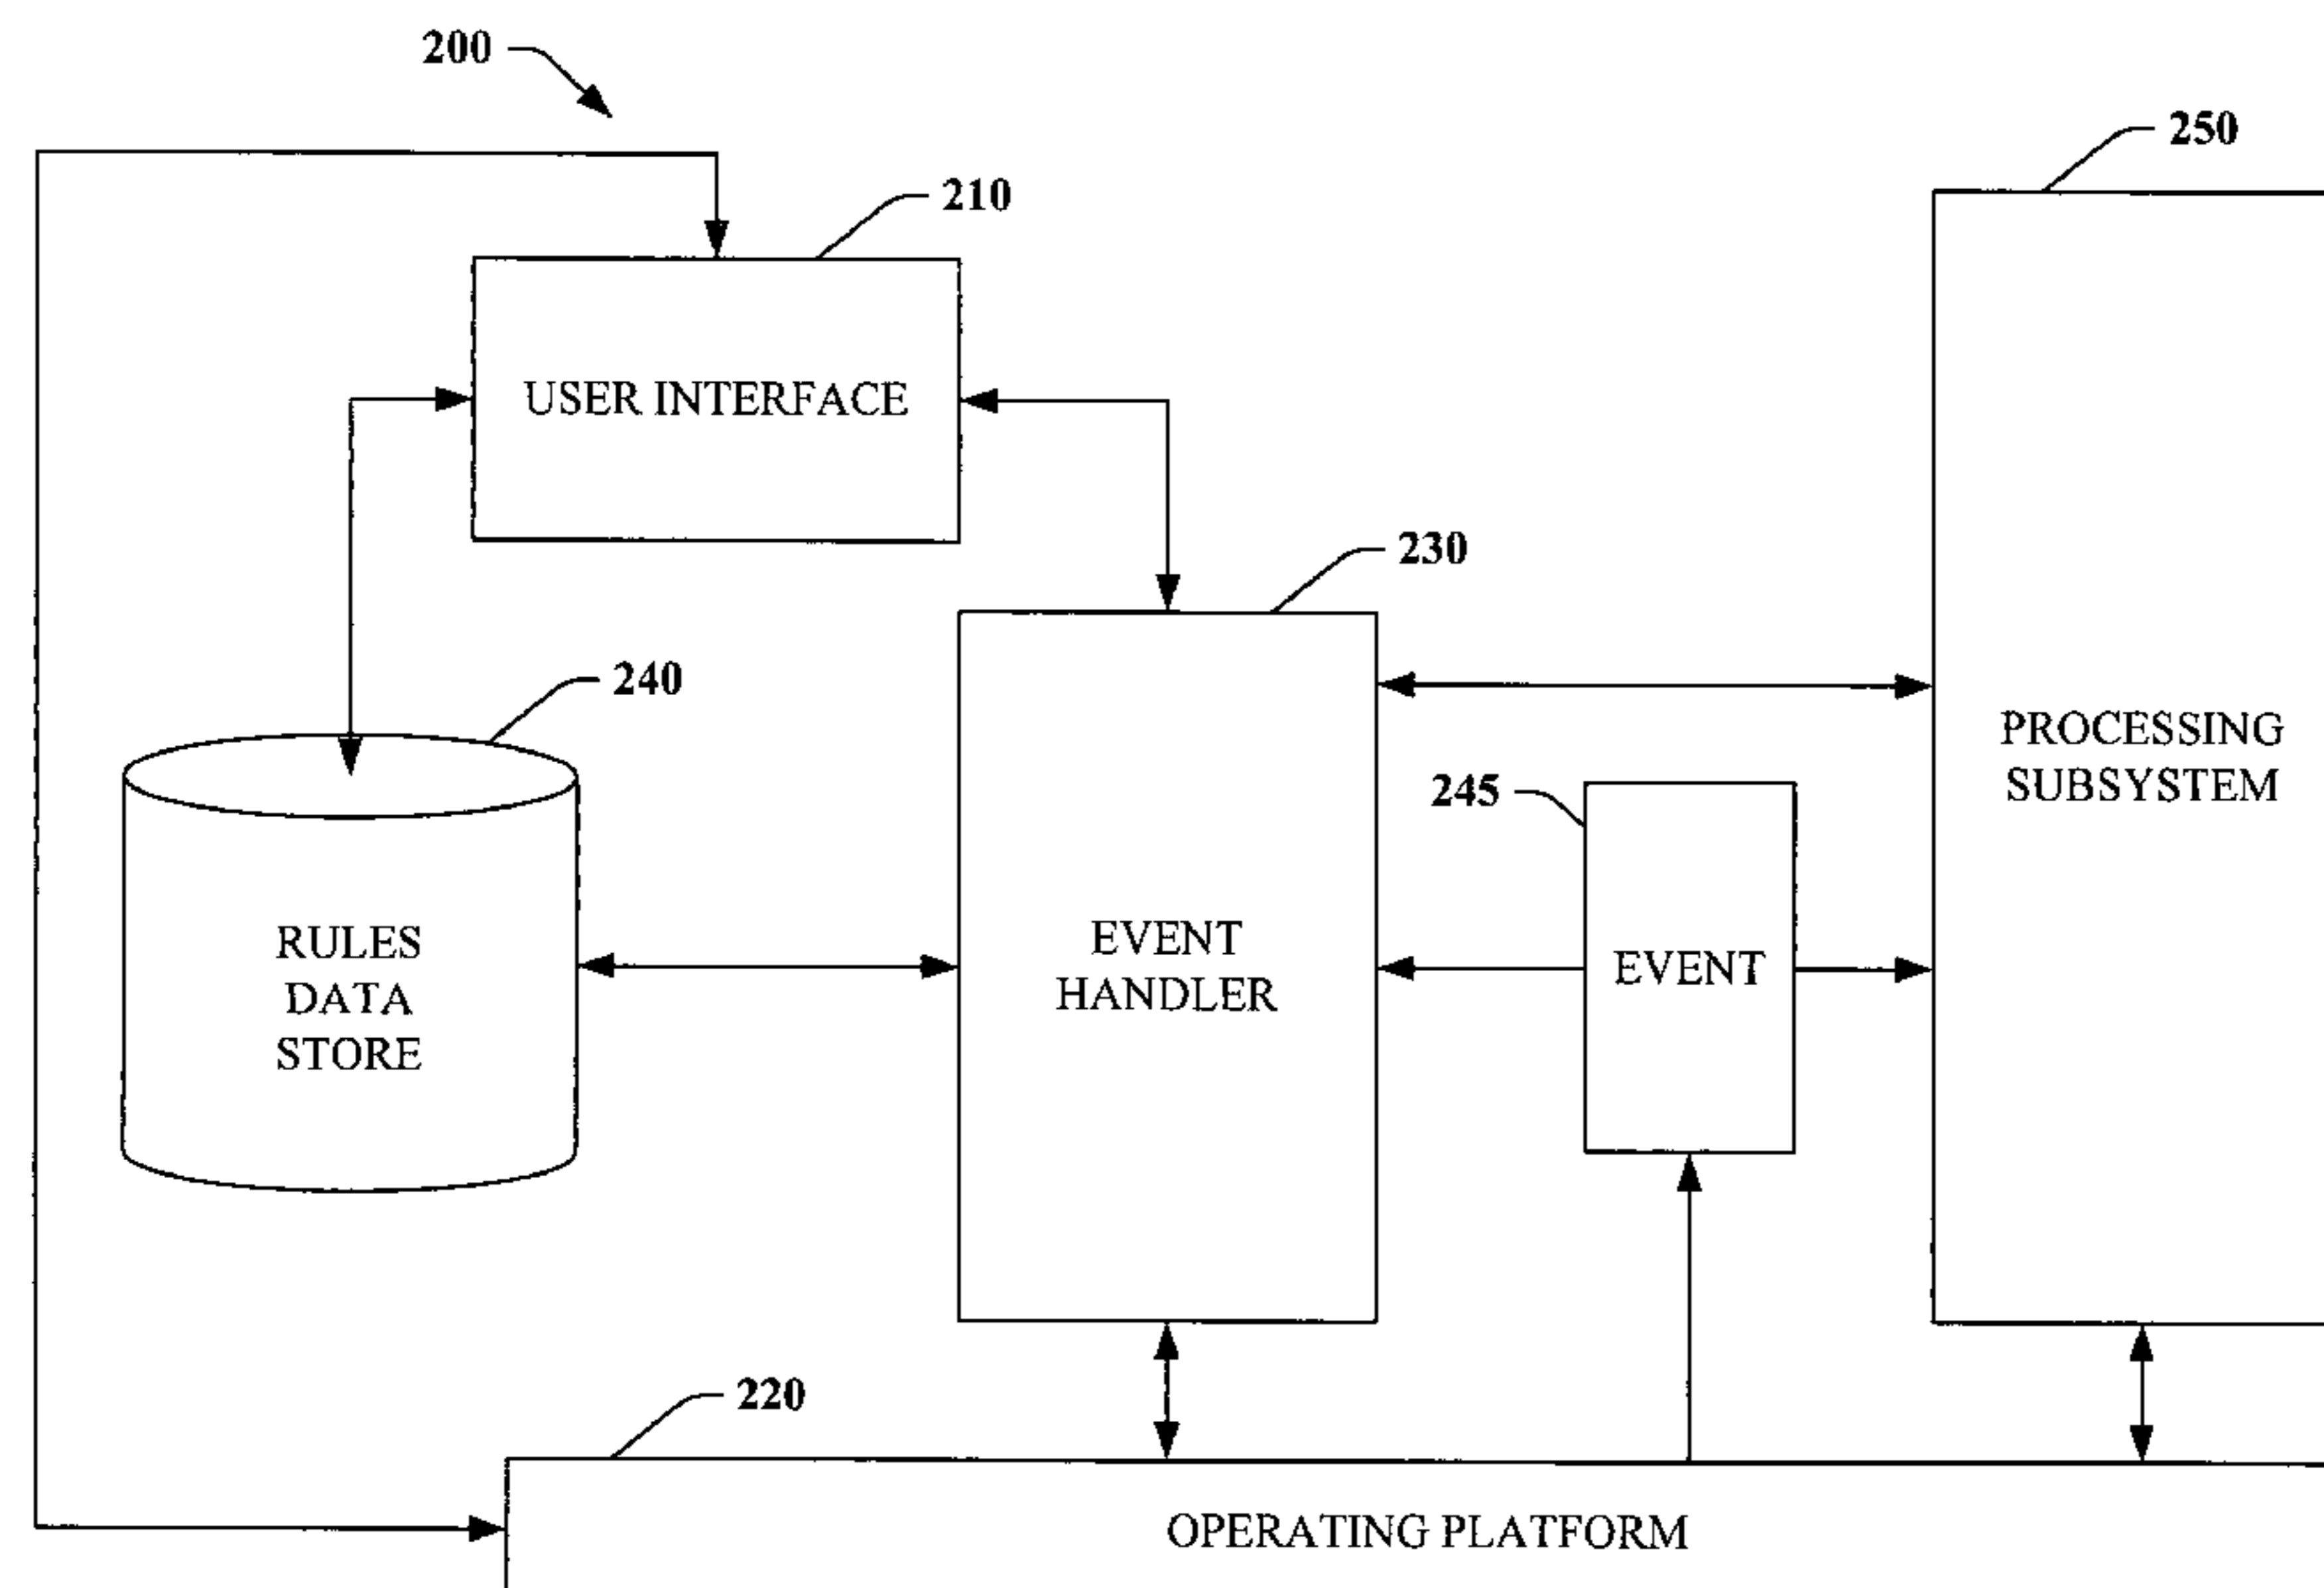 200
250
210
USER INTERFACE
230
240
PROCESSING
SUBSYSTEM
245
RULES
DATA
STORE
EVENT
HANDLER
EVENT
220
OPERATING PLATFORM